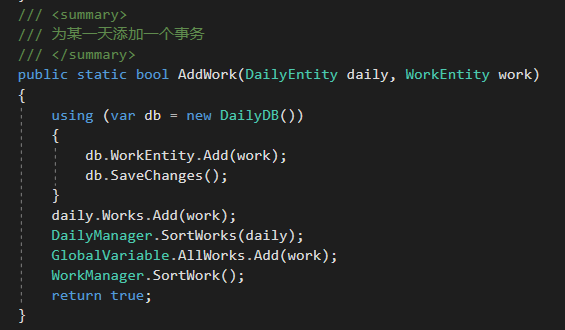 /// <summary>
/// 为某一天添加一个事务
/// </summary>
public static bool AddWork(DailyEntity daily, WorkEntity work)
{
using (var db = new DailyDB())
{
db.WorkEntity.Add(work);
db.SaveChanges();
}
daily.Works.Add(work);
DailyManager.SortWorks(daily);
GlobalVariable.AllWorks.Add(work);
WorkManager.SortWork();
return true;
}